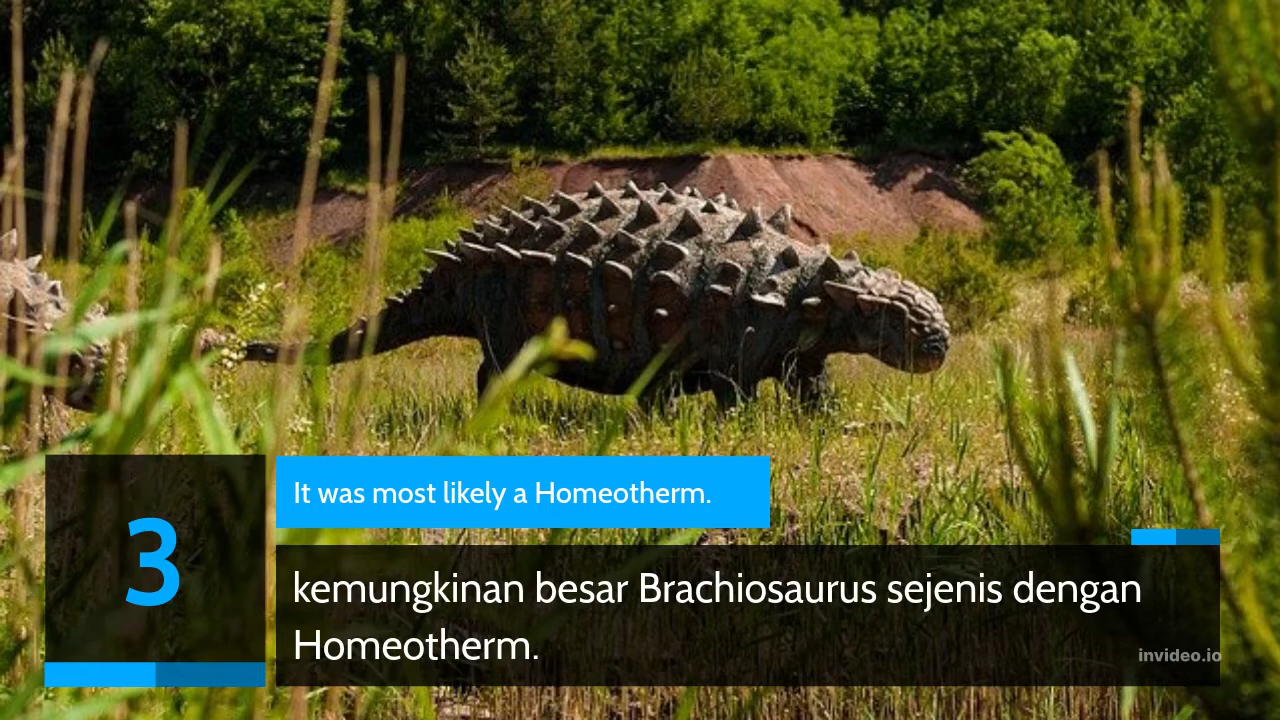 3
It was most likely a Homeotherm.
kemungkinan besar Brachiosaurus sejenis dengan
Homeotherm.
invideo.io